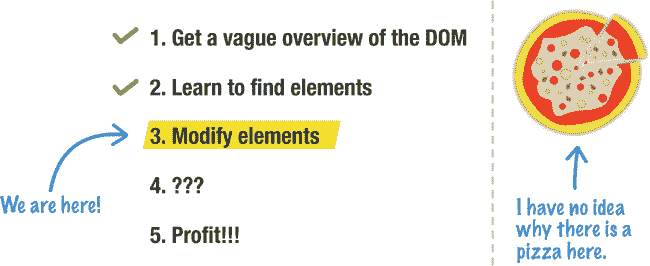 1. Get a vague overview of the DOM
2. Learn to find elements
3. Modify elements
4. ???
5. Profit!!!
We are here!
I have no idea
why there is a
pizza here.